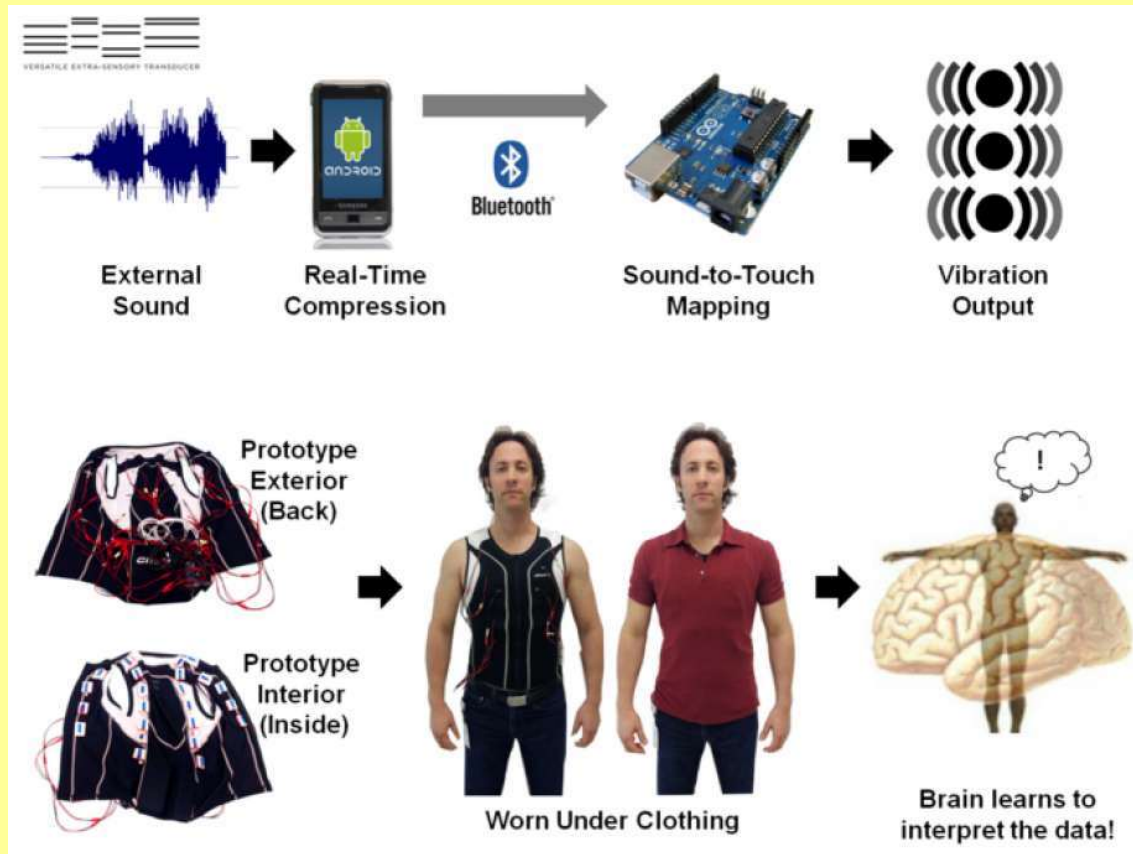 VERSATILE EXTRA-SENSORY TRANSDUCER
ANDROID
SAMSUNG
Bluetooth®
External
Sound
Real-Time
Compression
Sound-to-Touch
Mapping
Vibration
Output
Prototype
Exterior
(Back)
!
Prototype
Interior
(Inside)
Worn Under Clothing
Brain learns to
interpret the data!